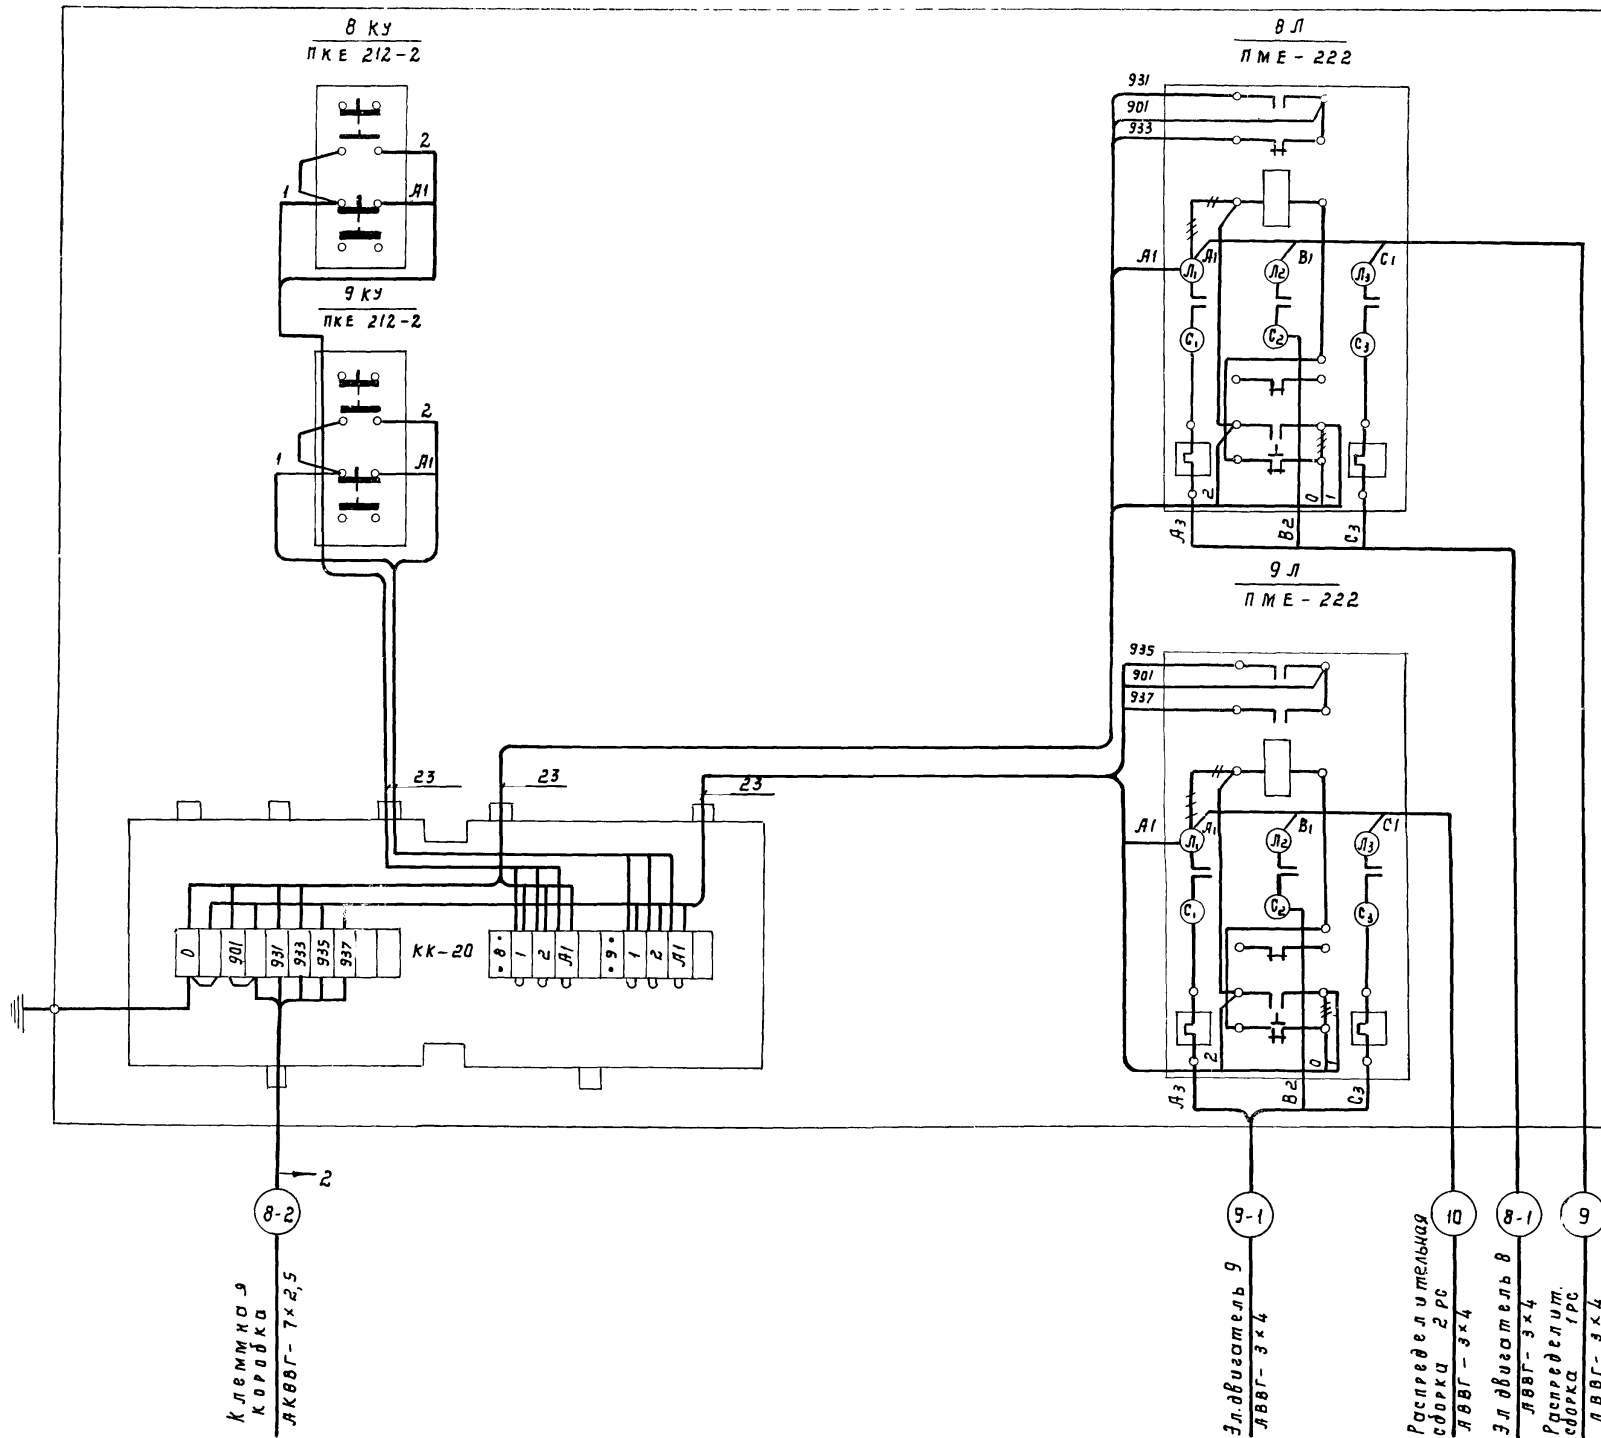 8 КУ
ПКЕ 212-2
2
1
А1
9 КУ
ПКЕ 212-2
2
1
А1
8 Л
ПМЕ - 222
931
901
933
А1
Л1
А1
Л2
В1
Л3
С1
С1
С2
С3
2
0
1
А3
В2
С3
9 Л
ПМЕ - 222
935
901
937
А1
Л1
А1
Л2
В1
Л3
С1
С1
С2
С3
2
0
1
А3
В2
С3
23
23
23
0
901
931
933
935
937
КК-20
8
1
2
А1
9
1
2
А1
2
8-2
9-1
10
8-1
9
Клеммная
коробка
АКВВГ - 7×2,5
Эл.двигатель 9
АВВГ - 3×4
Распределительная
сборка 2РС
АВВГ - 3×4
Эл двигатель 8
АВВГ - 3×4
Распределит.
сборка 1РС
АВВГ - 3×4